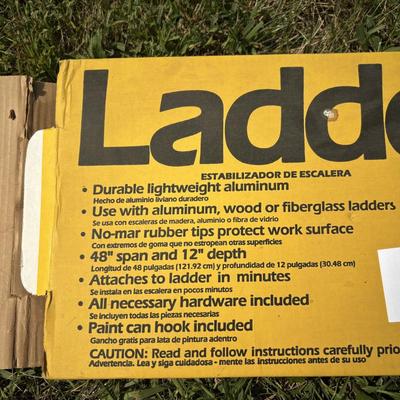 Ladde
ESTABILIZADOR DE ESCALERA
• Durable lightweight aluminum
Hecho de aluminio liviano duradero
• Use with aluminum, wood or fiberglass ladders
Se usa con escaleras de madera, aluminio o fibra de vidrio
• No-mar rubber tips protect work surface
Con extremos de goma que no estropean otras superficies
• 48" span and 12" depth
Longitud de 48 pulgadas (121.92 cm) y profundidad de 12 pulgadas (30.48 cm)
• Attaches to ladder in minutes
Se instala en las escalera en pocos minutos
• All necessary hardware included
Se incluyen todas las piezas necesarias
• Paint can hook included
Gancho gratis para lata de pintura adentro
CAUTION: Read and follow instructions carefully prio
Advertencia. Lea y siga cuidadosa - mente las instrucciones antes de su uso